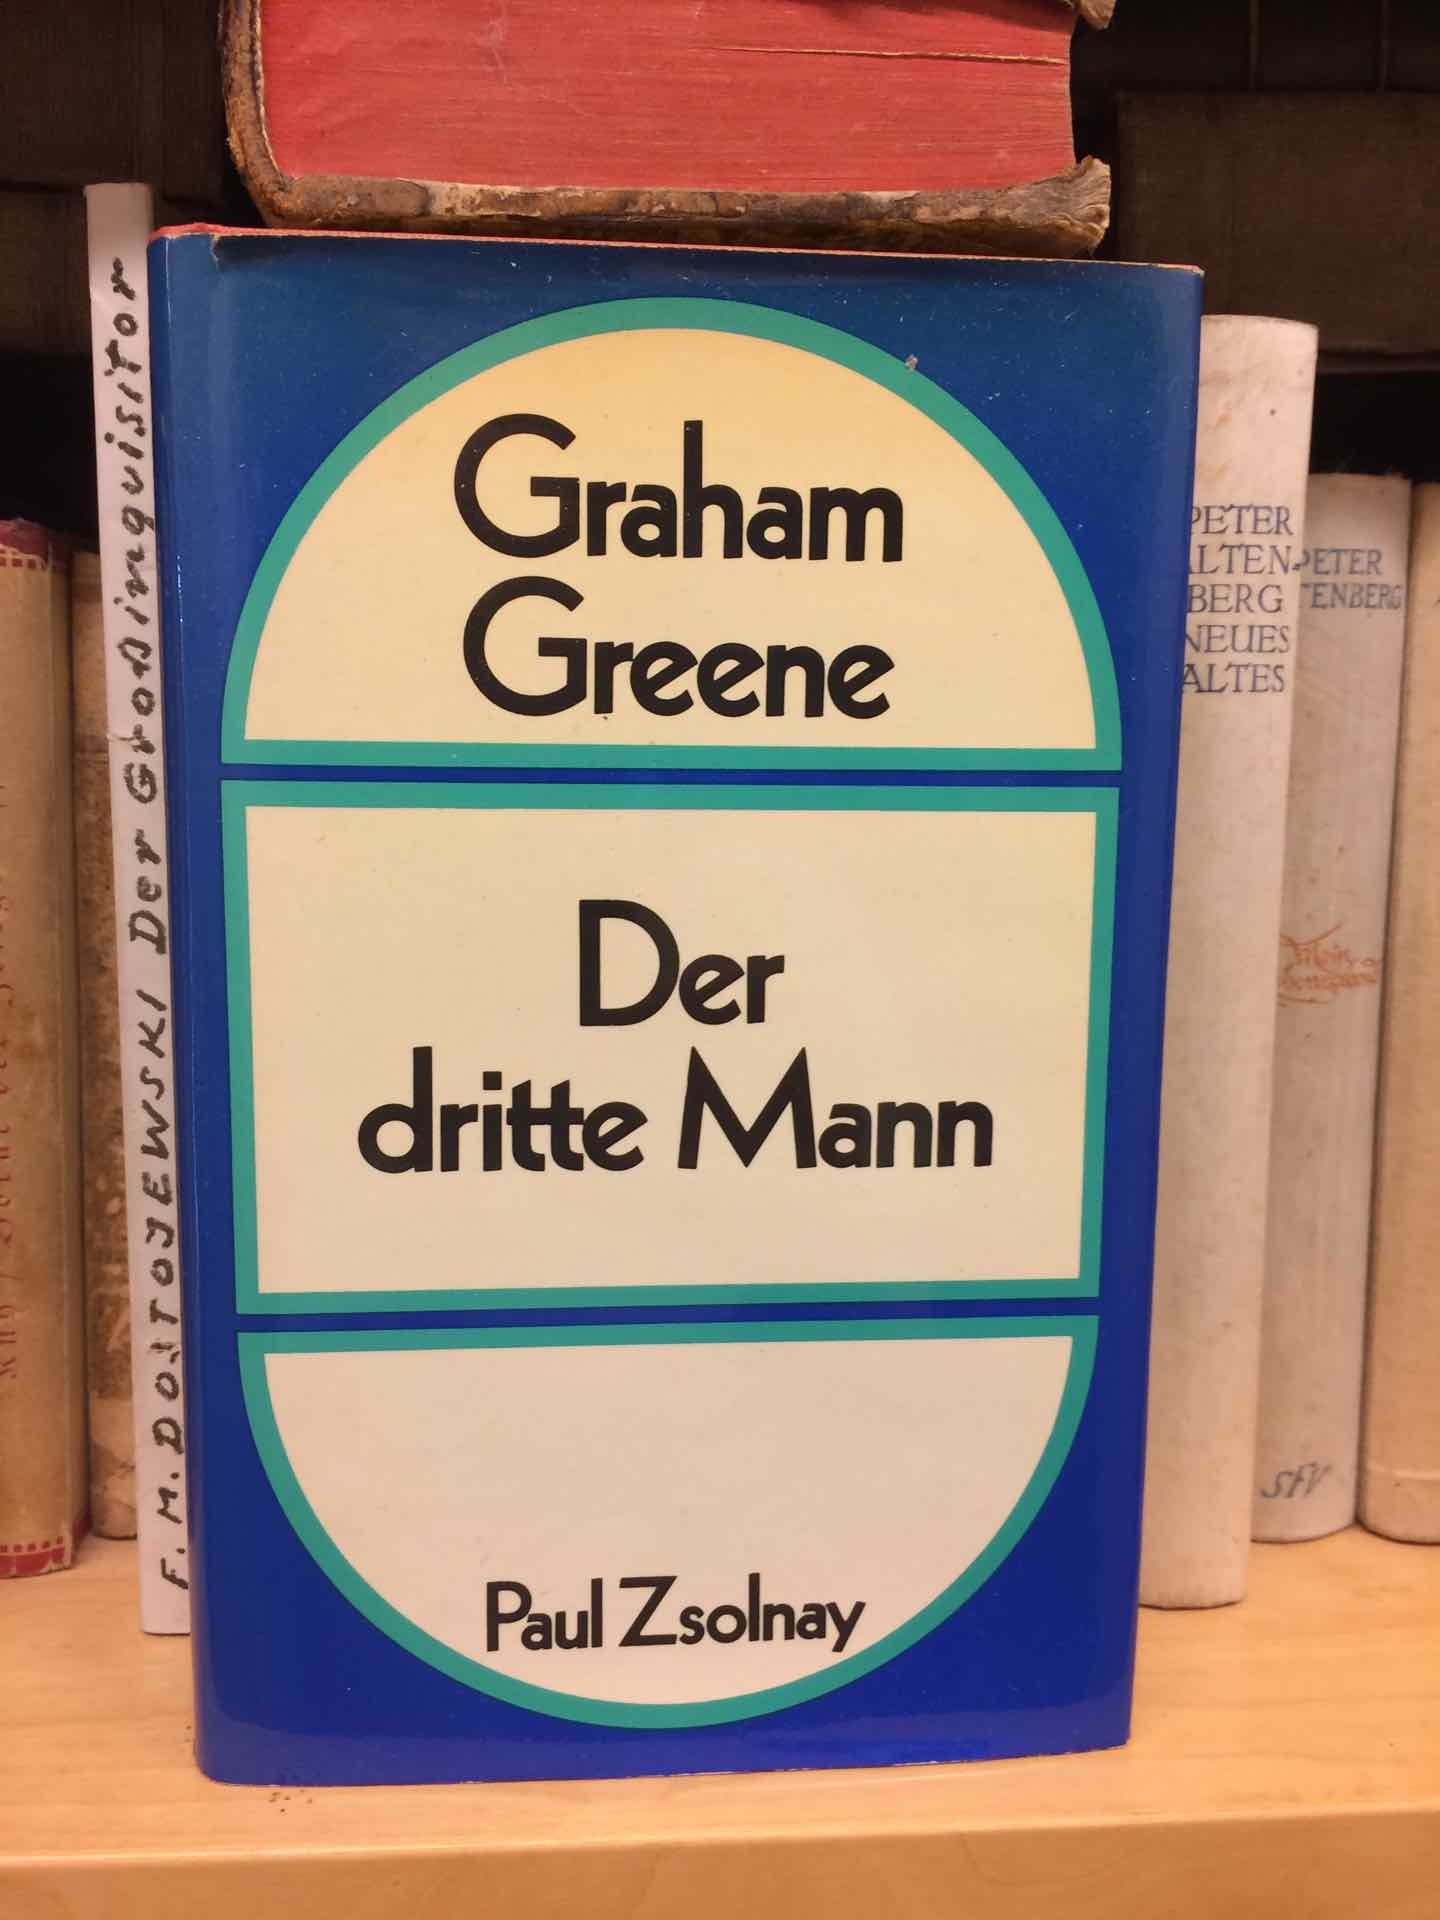 Graham
Greene
Der
dritte Mann
Paul Zsolnay
F. M. DOSTOJEWSKI Der Großinquisitor
PETER
ALTEN-
BERG
NEUES
ALTES
PETER
TENBERG
SFV